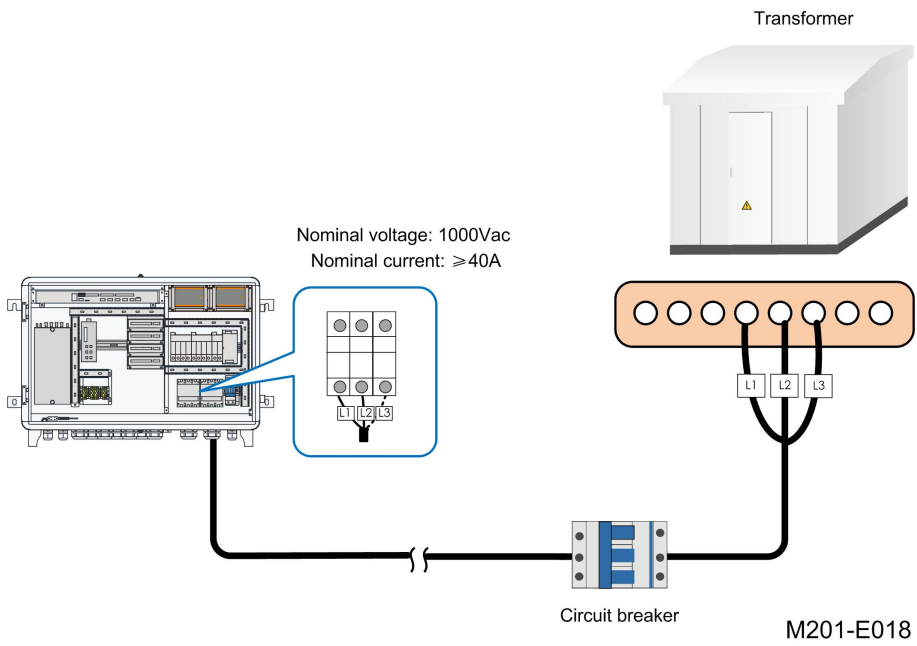 Transformer
Nominal voltage: 1000Vac
Nominal current: ≥40A
L1 L2 L3
L1 L2 L3
Circuit breaker
M201-E018